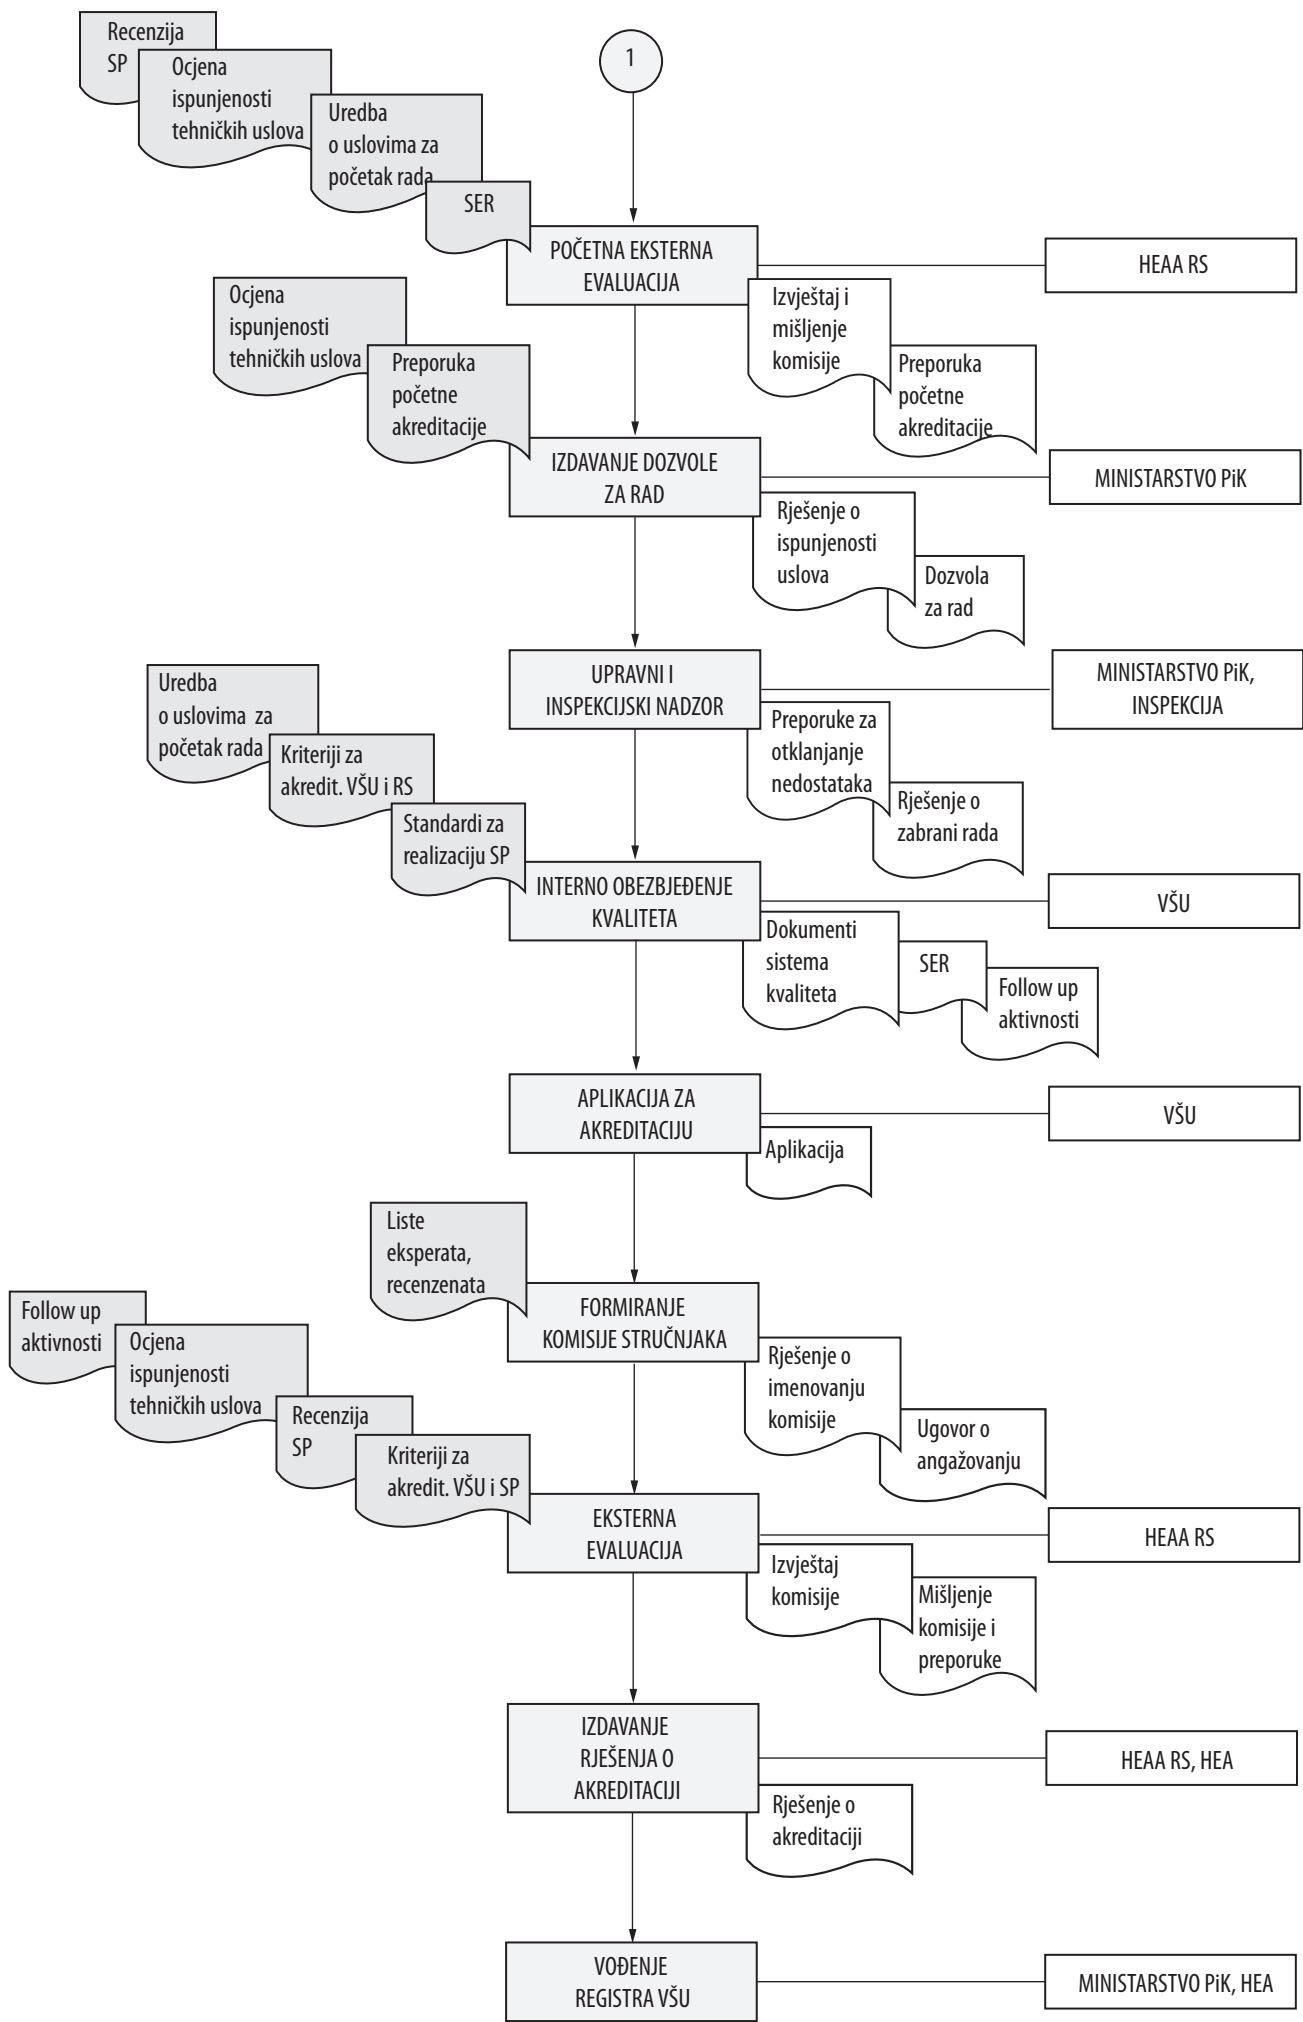 Recenzija
SP
Ocjena
ispunjenosti
tehničkih uslova
Uredba
o uslovima za
početak rada
SER
1
POČETNA EKSTERNA
EVALUACIJA
HEAA RS
Izvještaj i
mišljenje
komisije
Preporuka
početne
akreditacije
Ocjena
ispunjenosti
tehničkih uslova
Preporuka
početne
akreditacije
IZDAVANJE DOZVOLE
ZA RAD
MINISTARSTVO PiK
Rješenje o
ispunjenosti
uslova
Dozvola
za rad
UPRAVNI I
INSPEKCIJSKI NADZOR
MINISTARSTVO PiK,
INSPEKCIJA
Preporuke za
otklanjanje
nedostataka
Rješenje o
zabrani rada
Uredba
o uslovima za
početak rada
Kriteriji za
akredit. VŠU i RS
Standardi za
realizaciju SP
INTERNO OBEZBJEĐENJE
KVALITETA
VŠU
Dokumenti
sistema
kvaliteta
SER
Follow up
aktivnosti
APLIKACIJA ZA
AKREDITACIJU
VŠU
Aplikacija
Liste
eksperata,
recenzenata
FORMIRANJE
KOMISIJE STRUČNJAKA
Rješenje o
imenovanju
komisije
Ugovor o
angažovanju
Follow up
aktivnosti
Ocjena
ispunjenosti
tehničkih uslova
Recenzija
SP
Kriteriji za
akredit. VŠU i SP
EKSTERNA
EVALUACIJA
HEAA RS
Izvještaj
komisije
Mišljenje
komisije i
preporuke
IZDAVANJE
RJEŠENJA O
AKREDITACIJI
HEAA RS, HEA
Rješenje o
akreditaciji
VOĐENJE
REGISTRA VŠU
MINISTARSTVO PiK, HEA